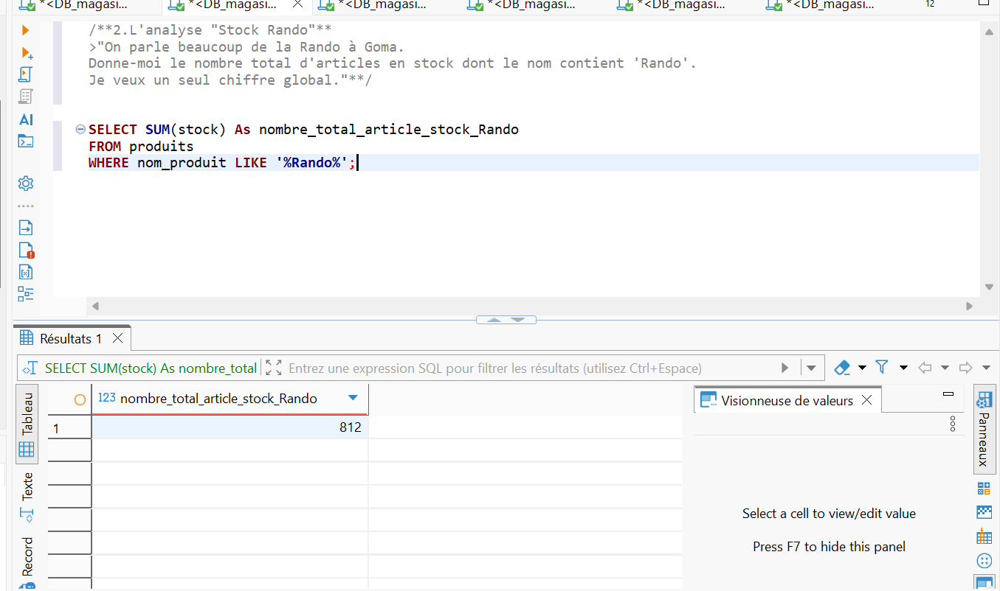 *<DB_magasi...
*<DB_magasi...
*<DB_magasi...
*<DB_magasi...
*<DB_magasi...
*<DB_magasi...
12
/**2.L'analyse "Stock Rando"**
>"On parle beaucoup de la Rando à Goma.
Donne-moi le nombre total d'articles en stock dont le nom contient 'Rando'.
Je veux un seul chiffre global."**/
AI
SELECT SUM(stock) As nombre_total_article_stock_Rando
FROM produits
WHERE nom_produit LIKE '%Rando%';
Résultats 1
SELECT SUM(stock) As nombre_total
Entrez une expression SQL pour filtrer les résultats (utilisez Ctrl+Espace)
Tableau
Texte
Record
123 nombre_total_article_stock_Rando
1
812
Visionneuse de valeurs
Select a cell to view/edit value
Press F7 to hide this panel
Panneaux